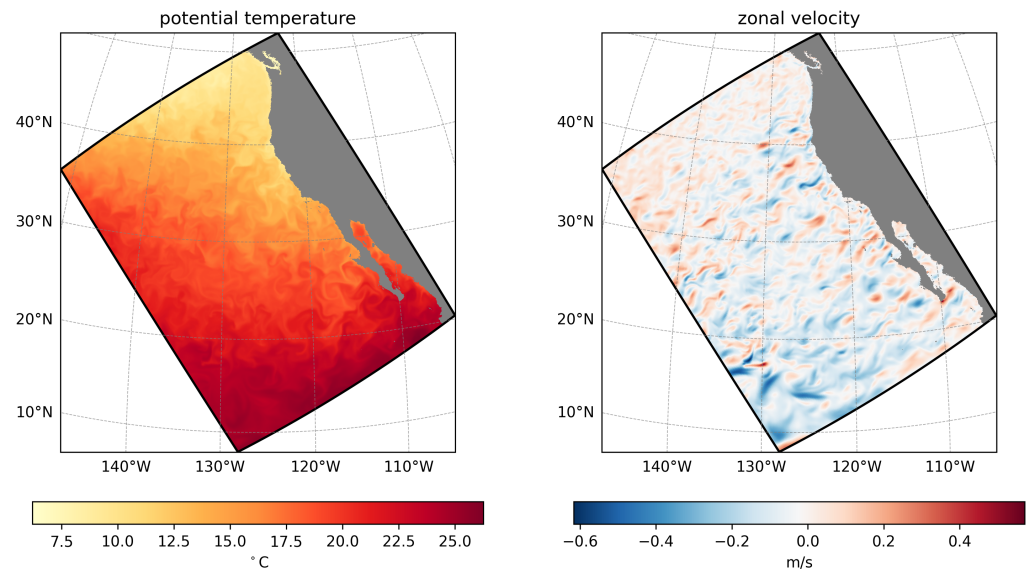 potential temperature
zonal velocity
40°N
30°N
20°N
10°N
140°W 130°W 120°W 110°W
40°N
30°N
20°N
10°N
140°W 130°W 120°W 110°W
7.5 10.0 12.5 15.0 17.5 20.0 22.5 25.0
°C
−0.6 −0.4 −0.2 0.0 0.2 0.4
m/s